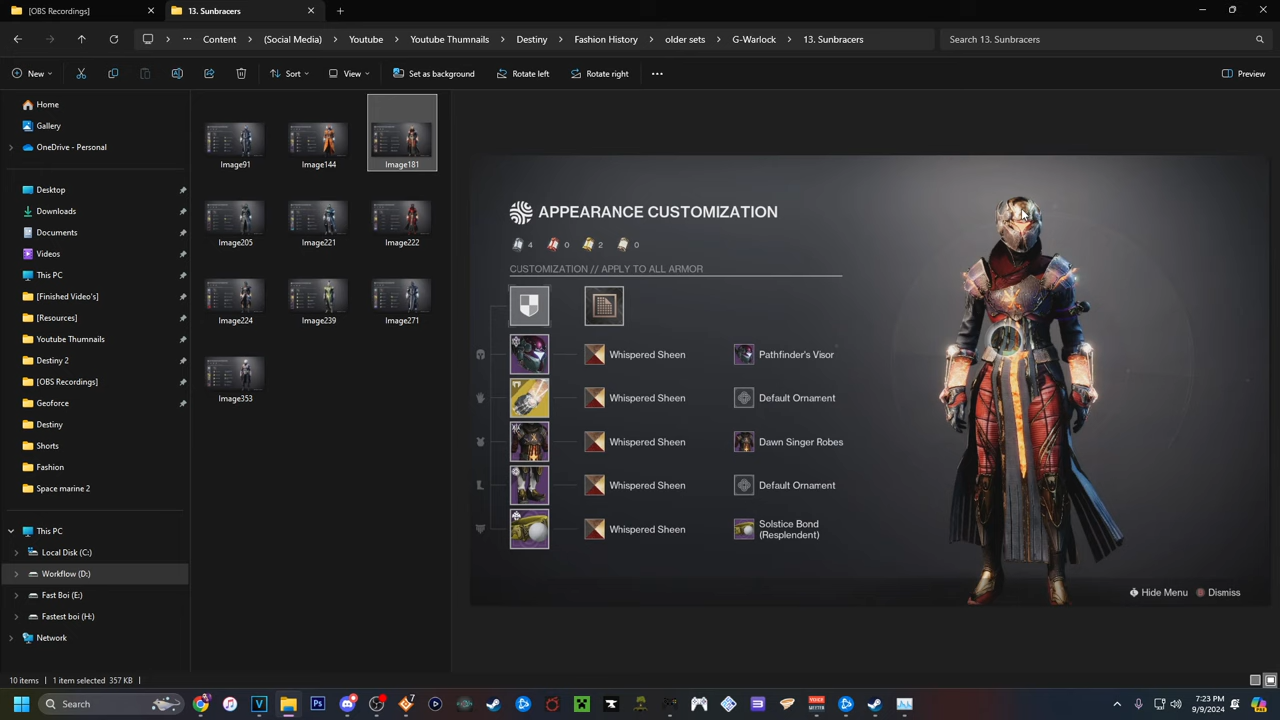 [OBS Recordings]
13. Sunbracers
Content
(Social Media)
Youtube
Youtube Thumnails
Destiny
Fashion History
older sets
G-Warlock
13. Sunbracers
Search 13. Sunbracers
New
Sort
View
Set as background
Rotate left
Rotate right
Preview
Home
Gallery
OneDrive - Personal
Desktop
Downloads
Documents
Videos
This PC
[Finished Video's]
[Resources]
Youtube Thumnails
Destiny 2
[OBS Recordings]
Geoforce
Destiny
Shorts
Fashion
Space marine 2
This PC
Local Disk (C:)
Workflow (D:)
Fast Boi (E:)
Fastest boi (H:)
Network
Image91
Image144
Image181
Image205
Image221
Image222
Image224
Image239
Image271
Image353
APPEARANCE CUSTOMIZATION
4 0 2 0
CUSTOMIZATION // APPLY TO ALL ARMOR
Whispered Sheen
Pathfinder's Visor
Whispered Sheen
Default Ornament
Whispered Sheen
Dawn Singer Robes
Whispered Sheen
Default Ornament
Whispered Sheen
Solstice Bond
(Resplendent)
Hide Menu
Dismiss
10 items
1 item selected 357 KB
Search
7:23 PM
9/9/2024